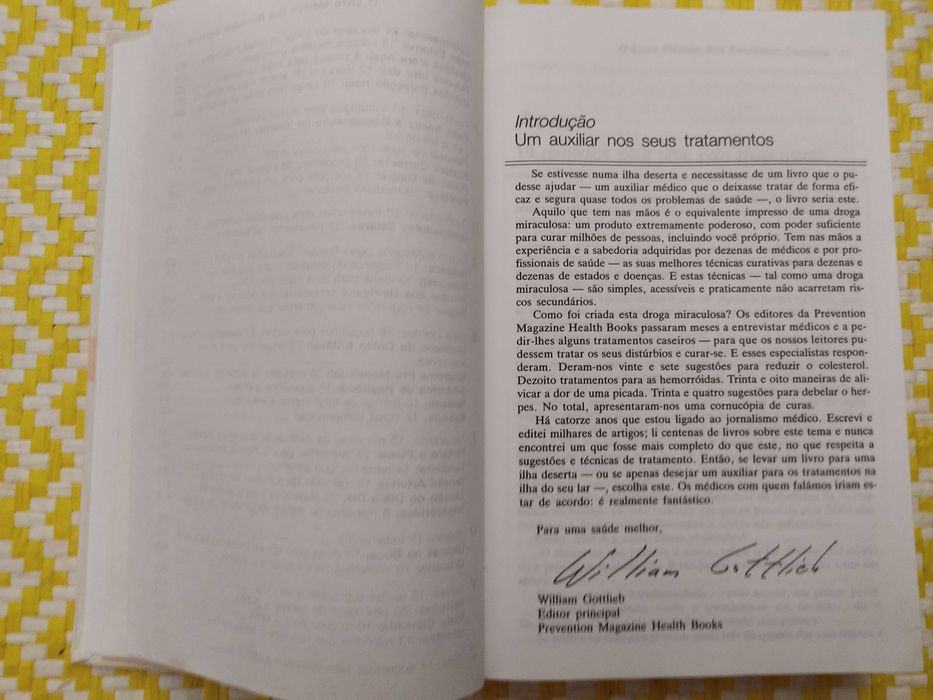 Introdução
Um auxiliar nos seus tratamentos
Se estivesse numa ilha deserta e necessitasse de um livro que o pu-
desse ajudar — um auxiliar médico que o deixasse tratar de forma efi-
caz e segura quase todos os problemas de saúde —, o livro seria este.
Aquilo que tem nas mãos é o equivalente impresso de uma droga
miraculosa: um produto extremamente poderoso, com poder suficiente
para curar milhões de pessoas, incluindo você próprio. Tem nas mãos a
experiência e a sabedoria adquiridas por dezenas de médicos e por pro-
fissionais de saúde — as suas melhores técnicas curativas para dezenas e
dezenas de estados e doenças. E estas técnicas — tal como uma droga
miraculosa — são simples, acessíveis e praticamente não acarretam ris-
cos secundários.
Como foi criada esta droga miraculosa? Os editores da Prevention
Magazine Health Books passaram meses a entrevistar médicos e a pe-
dir-lhes alguns tratamentos caseiros — para que os nossos leitores pu-
dessem tratar os seus distúrbios e curar-se. E esses especialistas respon-
deram. Deram-nos vinte e sete sugestões para reduzir o colesterol.
Dezoito tratamentos para as hemorróidas. Trinta e oito maneiras de ali-
vicar a dor de uma picada. Trinta e quatro sugestões para debelar o her-
pes. No total, apresentaram-nos uma cornucópia de curas.
Há catorze anos que estou ligado ao jornalismo médico. Escrevi e
editei milhares de artigos; li centenas de livros sobre este tema e nunca
encontrei um que fosse mais completo do que este, no que respeita a
sugestões e técnicas de tratamento. Então, se levar um livro para uma
ilha deserta — ou se apenas desejar um auxiliar para os tratamentos na
ilha do seu lar —, escolha este. Os médicos com quem falámos iriam es-
tar de acordo: é realmente fantástico.
Para uma saúde melhor,
William Gottlieb
William Gottlieb
Editor principal
Prevention Magazine Health Books